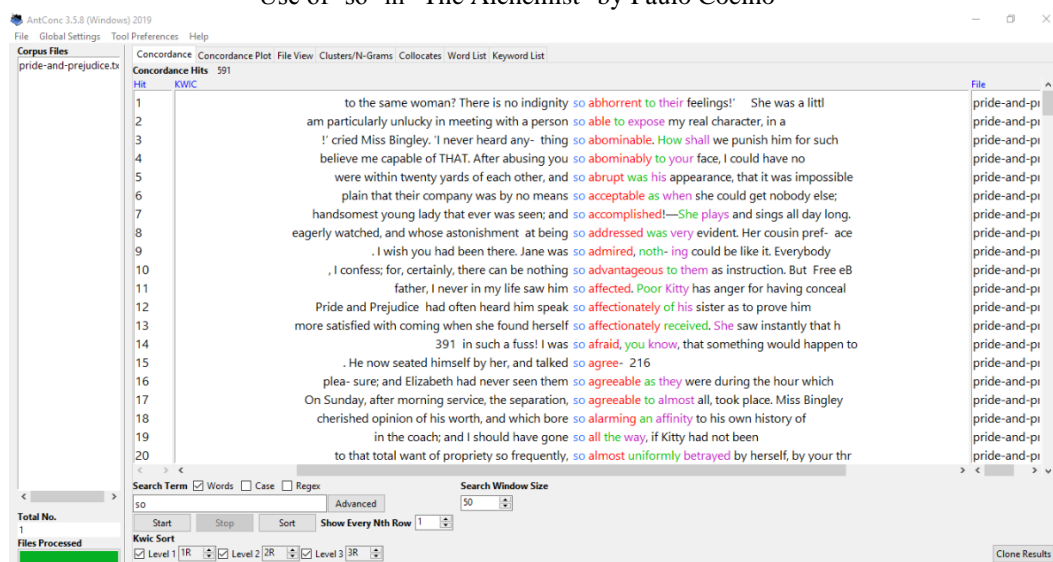 Use of "so" in "The Alchemist" by Paulo Coelho
AntConc 3.5.8 (Windows) 2019
File Global Settings Tool Preferences Help
Corpus Files
pride-and-prejudice.tx
Concordance Concordance Plot File View Clusters/N-Grams Collocates Word List Keyword List
Concordance Hits 591
Hit KWIC File
1 to the same woman? There is no indignity so abhorrent to their feelings!' She was a littl pride-and-pr
2 am particularly unlucky in meeting with a person so able to expose my real character, in a pride-and-pr
3 !' cried Miss Bingley. 'I never heard any- thing so abominable. How shall we punish him for such pride-and-pr
4 believe me capable of THAT. After abusing you so abominably to your face, I could have no pride-and-pr
5 were within twenty yards of each other, and so abrupt was his appearance, that it was impossible pride-and-pr
6 plain that their company was by no means so acceptable as when she could get nobody else; pride-and-pr
7 handsomest young lady that ever was seen; and so accomplished!—She plays and sings all day long. pride-and-pr
8 eagerly watched, and whose astonishment at being so addressed was very evident. Her cousin pref- ace pride-and-pr
9 . I wish you had been there. Jane was so admired, noth- ing could be like it. Everybody pride-and-pr
10 , I confess; for, certainly, there can be nothing so advantageous to them as instruction. But Free eB pride-and-pr
11 father, I never in my life saw him so affected. Poor Kitty has anger for having conceal pride-and-pr
12 Pride and Prejudice had often heard him speak so affectionately of his sister as to prove him pride-and-pr
13 more satisfied with coming when she found herself so affectionately received. She saw instantly that h pride-and-pr
14 391 in such a fuss! I was so afraid, you know, that something would happen to pride-and-pr
15 . He now seated himself by her, and talked so agree- 216 pride-and-pr
16 plea- sure; and Elizabeth had never seen them so agreeable as they were during the hour which pride-and-pr
17 On Sunday, after morning service, the separation, so agreeable to almost all, took place. Miss Bingley pride-and-pr
18 cherished opinion of his worth, and which bore so alarming an affinity to his own history of pride-and-pr
19 in the coach; and I should have gone so all the way, if Kitty had not been pride-and-pr
20 to that total want of propriety so frequently, so almost uniformly betrayed by herself, by your thr pride-and-pr
Search Term Words Case Regex Search Window Size
so Advanced 50
Total No.
1
Files Processed
Start Stop Sort Show Every Nth Row 1
Kwic Sort
Level 1 1R Level 2 2R Level 3 3R Clone Results